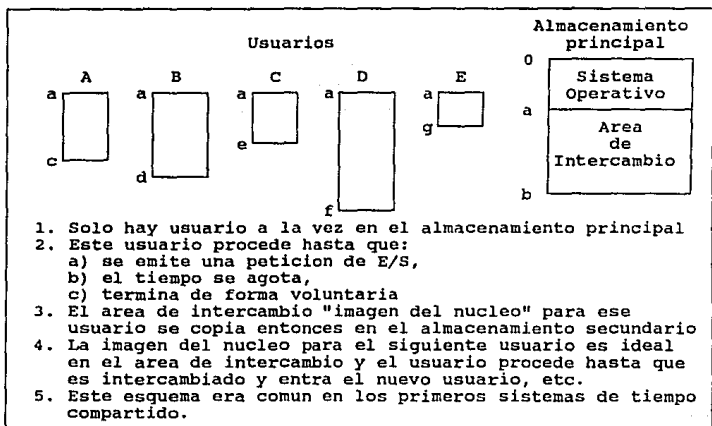 Usuarios
Almacenamiento
principal
A B C D E
a a a a a
c
d
e
f
g
0
Sistema
Operativo
a
Area
de
Intercambio
b
1. Solo hay usuario a la vez en el almacenamiento principal
2. Este usuario procede hasta que:
a) se emite una peticion de E/S,
b) el tiempo se agota,
c) termina de forma voluntaria
3. El area de intercambio "imagen del nucleo" para ese
usuario se copia entonces en el almacenamiento secundario
4. La imagen del nucleo para el siguiente usuario es ideal
en el area de intercambio y el usuario procede hasta que
es intercambiado y entra el nuevo usuario, etc.
5. Este esquema era comun en los primeros sistemas de tiempo
compartido.